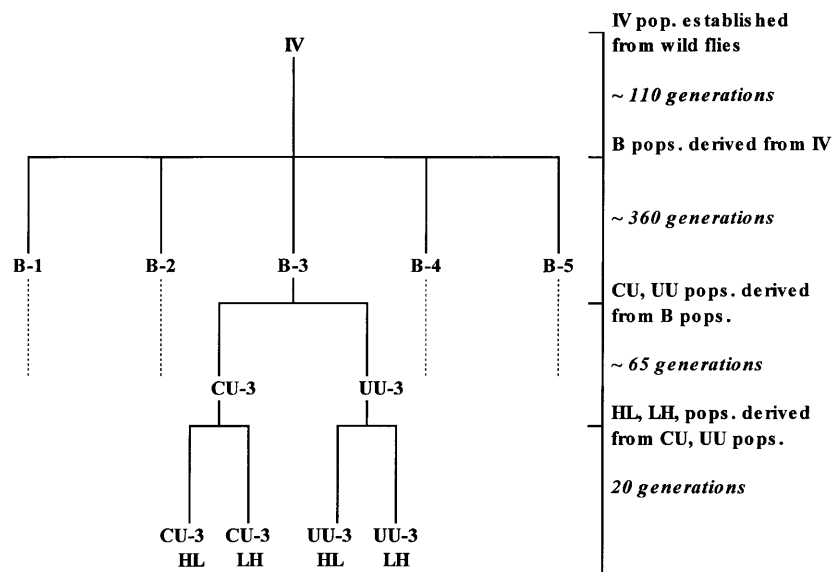 IV
IV pop. established
from wild flies
~ 110 generations
B pops. derived from IV
~ 360 generations
B-1 B-2 B-3 B-4 B-5
CU, UU pops. derived
from B pops.
~ 65 generations
CU-3 UU-3
HL, LH, pops. derived
from CU, UU pops.
20 generations
CU-3 CU-3 UU-3 UU-3
HL LH HL LH